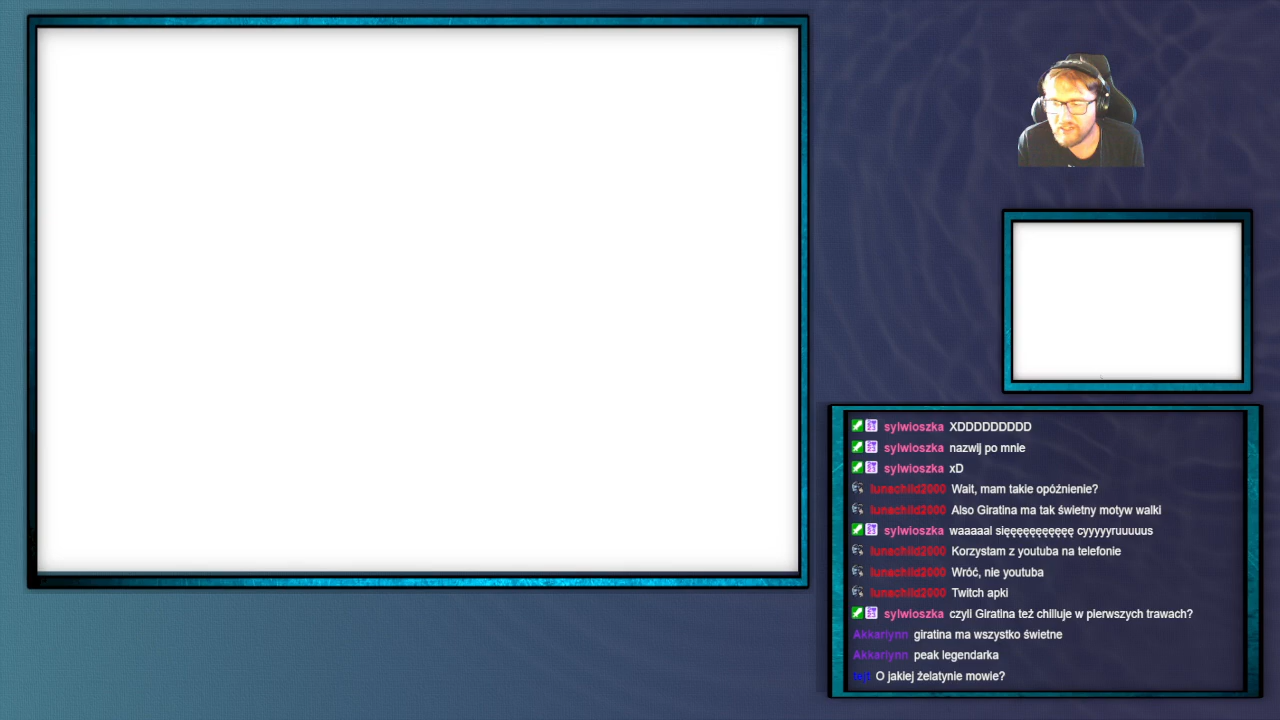 sylwioszka XDDDDDDDDD
sylwioszka nazwij po mnie
sylwioszka xD
lunachild2000 Wait, mam takie opóźnienie?
lunachild2000 Also Giratina ma tak świetny motyw walki
sylwioszka waaaaal sięęęęęęęęęęę cyyyyyruuuuus
lunachild2000 Korzystam z youtuba na telefonie
lunachild2000 Wróć, nie youtuba
lunachild2000 Twitch apki
sylwioszka czyli Giratina też chilluje w pierwszych trawach?
Akkarlynn giratina ma wszystko świetne
Akkarlynn peak legendarka
O jakiej żelatynie mowie?